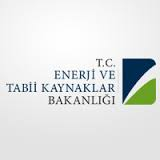 T.C.
ENERJİ VE
TABİİ KAYNAKLAR
BAKANLIĞI